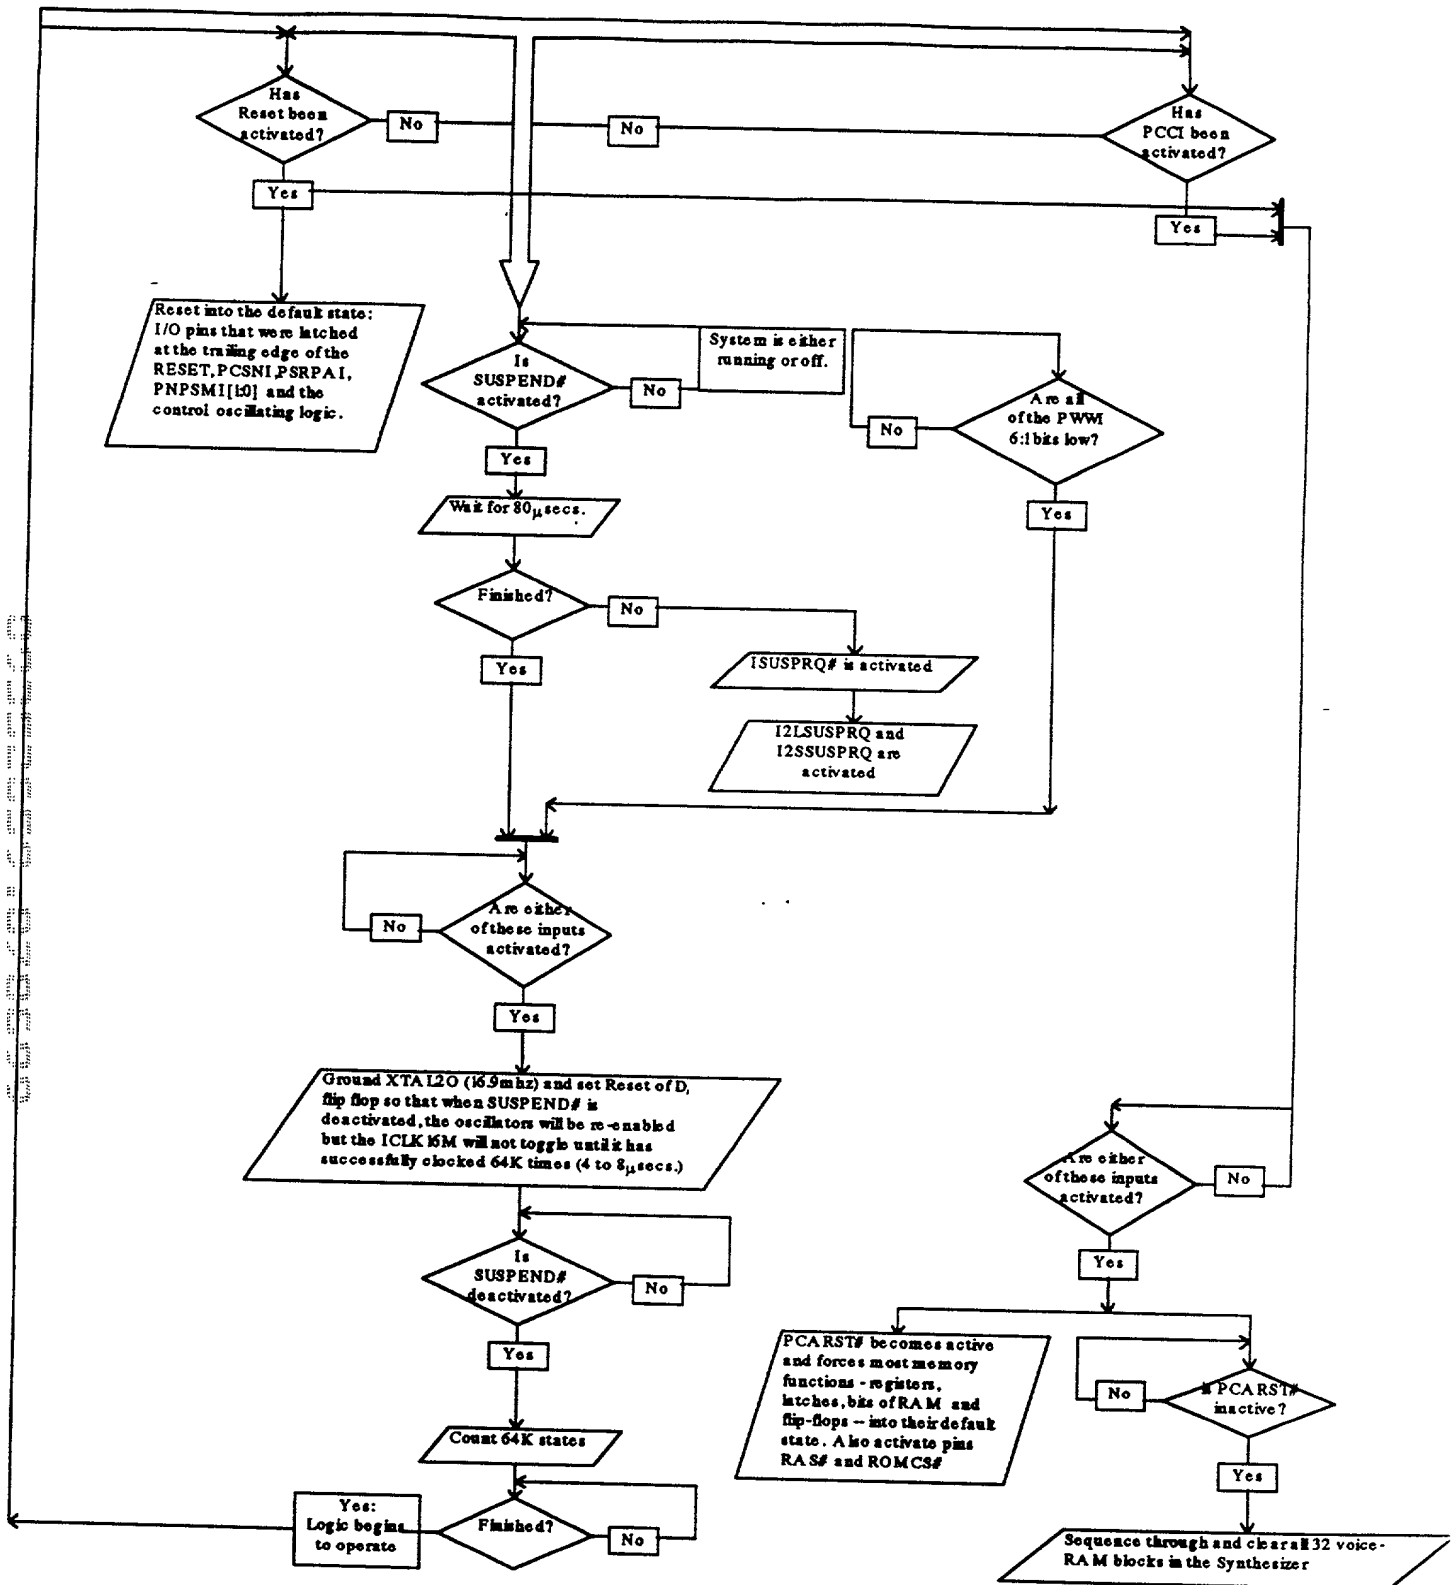 Has
Reset been
activated?
No
No
Has
PCCI been
activated?
Yes
Yes
Reset into the default state:
I/O pins that were latched
at the trailing edge of the
RESET, PCSNI, PSRPAI,
PNPSMI[1:0] and the
control oscillating logic.
Is
SUSPEND#
activated?
No
System is either
running or off.
Are all
of the PWWI
6:1 bits low?
No
Yes
Yes
Wait for 80μsecs.
Finished?
No
Yes
ISUSPRQ# is activated
I2LSUSPRQ and
I2SSUSPRQ are
activated
Are either
of these inputs
activated?
No
Yes
Ground XTAL2O (16.9mhz) and set Reset of D,
flip flop so that when SUSPEND# is
deactivated, the oscillators will be re-enabled
but the ICLK16M will not toggle until it has
successfully clocked 64K times (4 to 8μsecs.)
Is
SUSPEND#
deactivated?
No
Yes
Count 64K states
Finished?
No
Yes:
Logic begins
to operate
Are either
of these inputs
activated?
No
Yes
PCARST# becomes active
and forces most memory
functions - registers,
latches, bits of RAM and
flip-flops -- into their default
state. Also activate pins
RAS# and ROMCS#
Is PCARST#
inactive?
No
Yes
Sequence through and clear all 32 voice-
RAM blocks in the Synthesizer